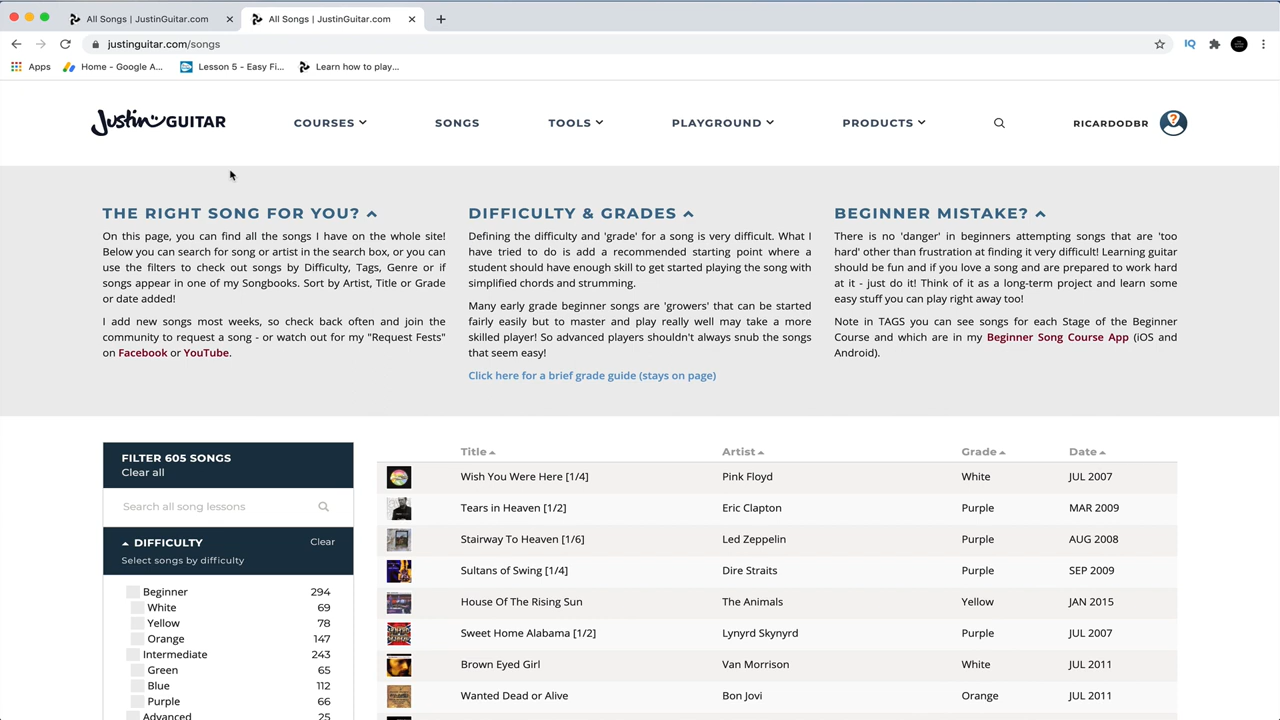 All Songs | JustinGuitar.com
All Songs | JustinGuitar.com
justinguitar.com/songs
IQ
Apps
Home - Google A...
Lesson 5 - Easy Fi...
Learn how to play...
Justin GUITAR
COURSES
SONGS
TOOLS
PLAYGROUND
PRODUCTS
RICARDODBR
THE RIGHT SONG FOR YOU?
On this page, you can find all the songs I have on the whole site!
Below you can search for song or artist in the search box, or you can
use the filters to check out songs by Difficulty, Tags, Genre or if
songs appear in one of my Songbooks. Sort by Artist, Title or Grade
or date added!
I add new songs most weeks, so check back often and join the
community to request a song - or watch out for my "Request Fests"
on Facebook or YouTube.
DIFFICULTY & GRADES
Defining the difficulty and 'grade' for a song is very difficult. What I
have tried to do is add a recommended starting point where a
student should have enough skill to get started playing the song with
simplified chords and strumming.
Many early grade beginner songs are 'growers' that can be started
fairly easily but to master and play really well may take a more
skilled player! So advanced players shouldn't always snub the songs
that seem easy!
Click here for a brief grade guide (stays on page)
BEGINNER MISTAKE?
There is no 'danger' in beginners attempting songs that are 'too
hard' other than frustration at finding it very difficult! Learning guitar
should be fun and if you love a song and are prepared to work hard
at it - just do it! Think of it as a long-term project and learn some
easy stuff you can play right away too!
Note in TAGS you can see songs for each Stage of the Beginner
Course and which are in my Beginner Song Course App (iOS and
Android).
FILTER 605 SONGS
Clear all
Search all song lessons
DIFFICULTY Clear
Select songs by difficulty
Beginner 294
White 69
Yellow 78
Orange 147
Intermediate 243
Green 65
Blue 112
Purple 66
Advanced 25
Title Artist Grade Date
Wish You Were Here [1/4] Pink Floyd White JUL 2007
Tears in Heaven [1/2] Eric Clapton Purple MAR 2009
Stairway To Heaven [1/6] Led Zeppelin Purple AUG 2008
Sultans of Swing [1/4] Dire Straits Purple SEP 2009
House Of The Rising Sun The Animals Yellow JAN 2015
Sweet Home Alabama [1/2] Lynyrd Skynyrd Purple JUL 2007
Brown Eyed Girl Van Morrison White JUL 2011
Wanted Dead or Alive Bon Jovi Orange JUL 2011